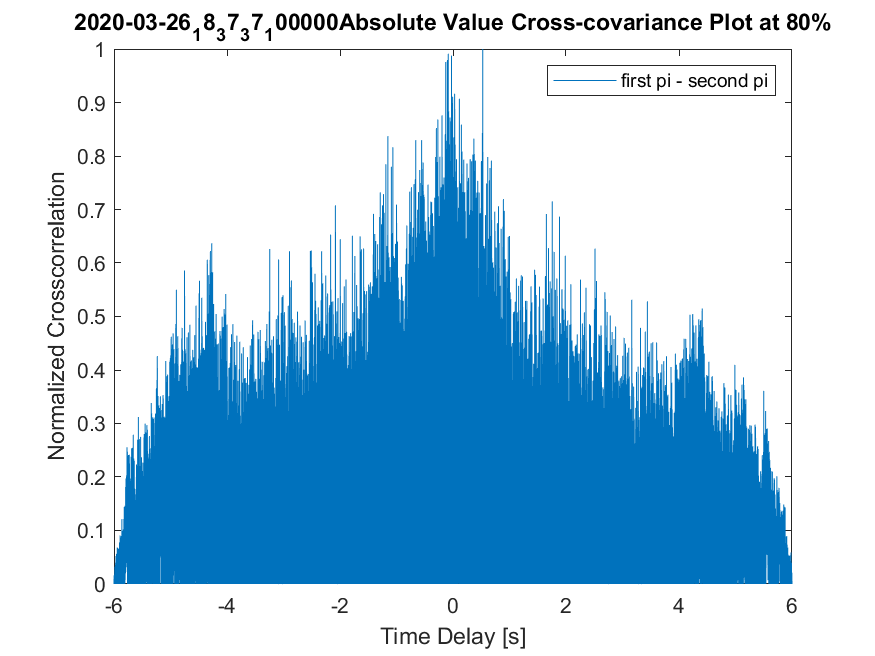 2020-03-26₁8₃7₃7₁00000Absolute Value Cross-covariance Plot at 80%
first pi - second pi
Normalized Crosscorrelation
1
0.9
0.8
0.7
0.6
0.5
0.4
0.3
0.2
0.1
0
-6 -4 -2 0 2 4 6
Time Delay [s]